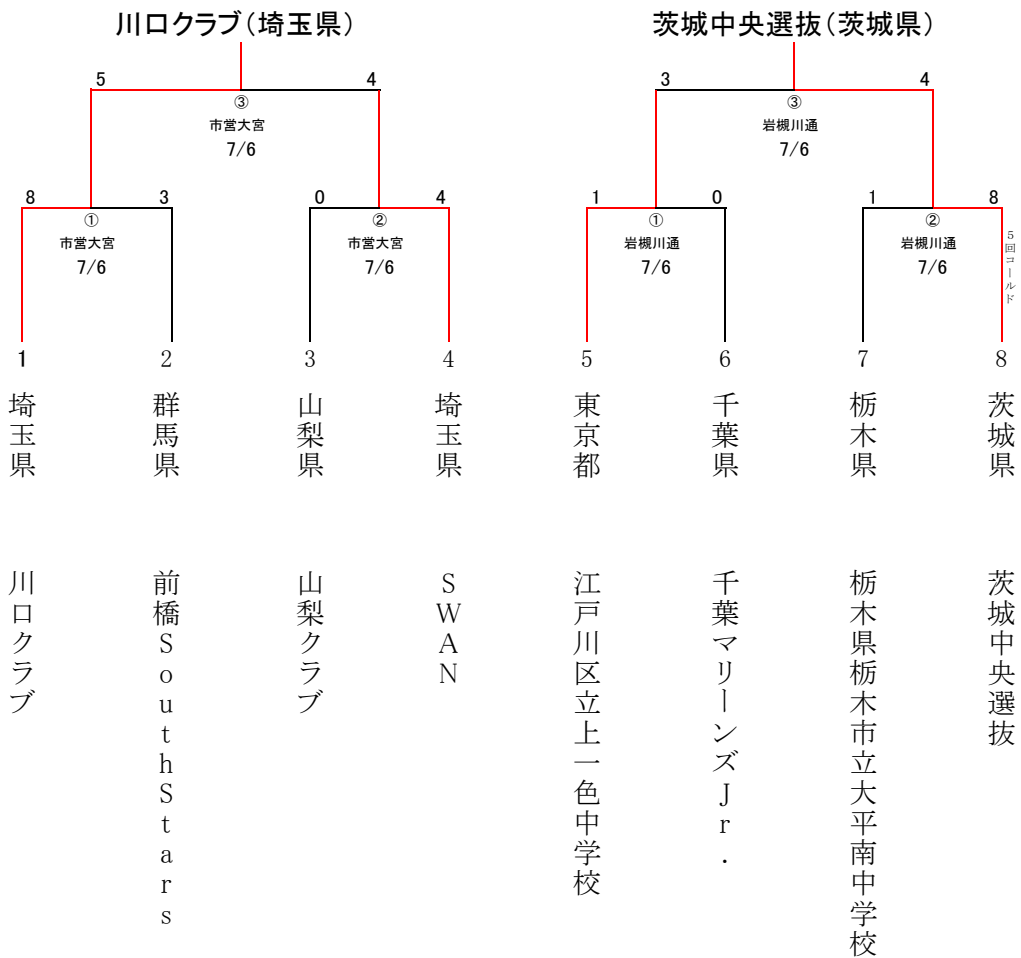 川口クラブ(埼玉県)
茨城中央選抜(茨城県)
5
4
③
市営大宮
7/6
3
4
③
岩槻川通
7/6
8
3
①
市営大宮
7/6
0
4
②
市営大宮
7/6
1
0
①
岩槻川通
7/6
1
8
②
岩槻川通
7/6
5回コールド
1
2
3
4
5
6
7
8
埼玉県
群馬県
山梨県
埼玉県
東京都
千葉県
栃木県
茨城県
川口クラブ
前橋SouthStars
山梨クラブ
SWAN
江戸川区立上一色中学校
千葉マリーンズJr.
栃木県栃木市立大平南中学校
茨城中央選抜